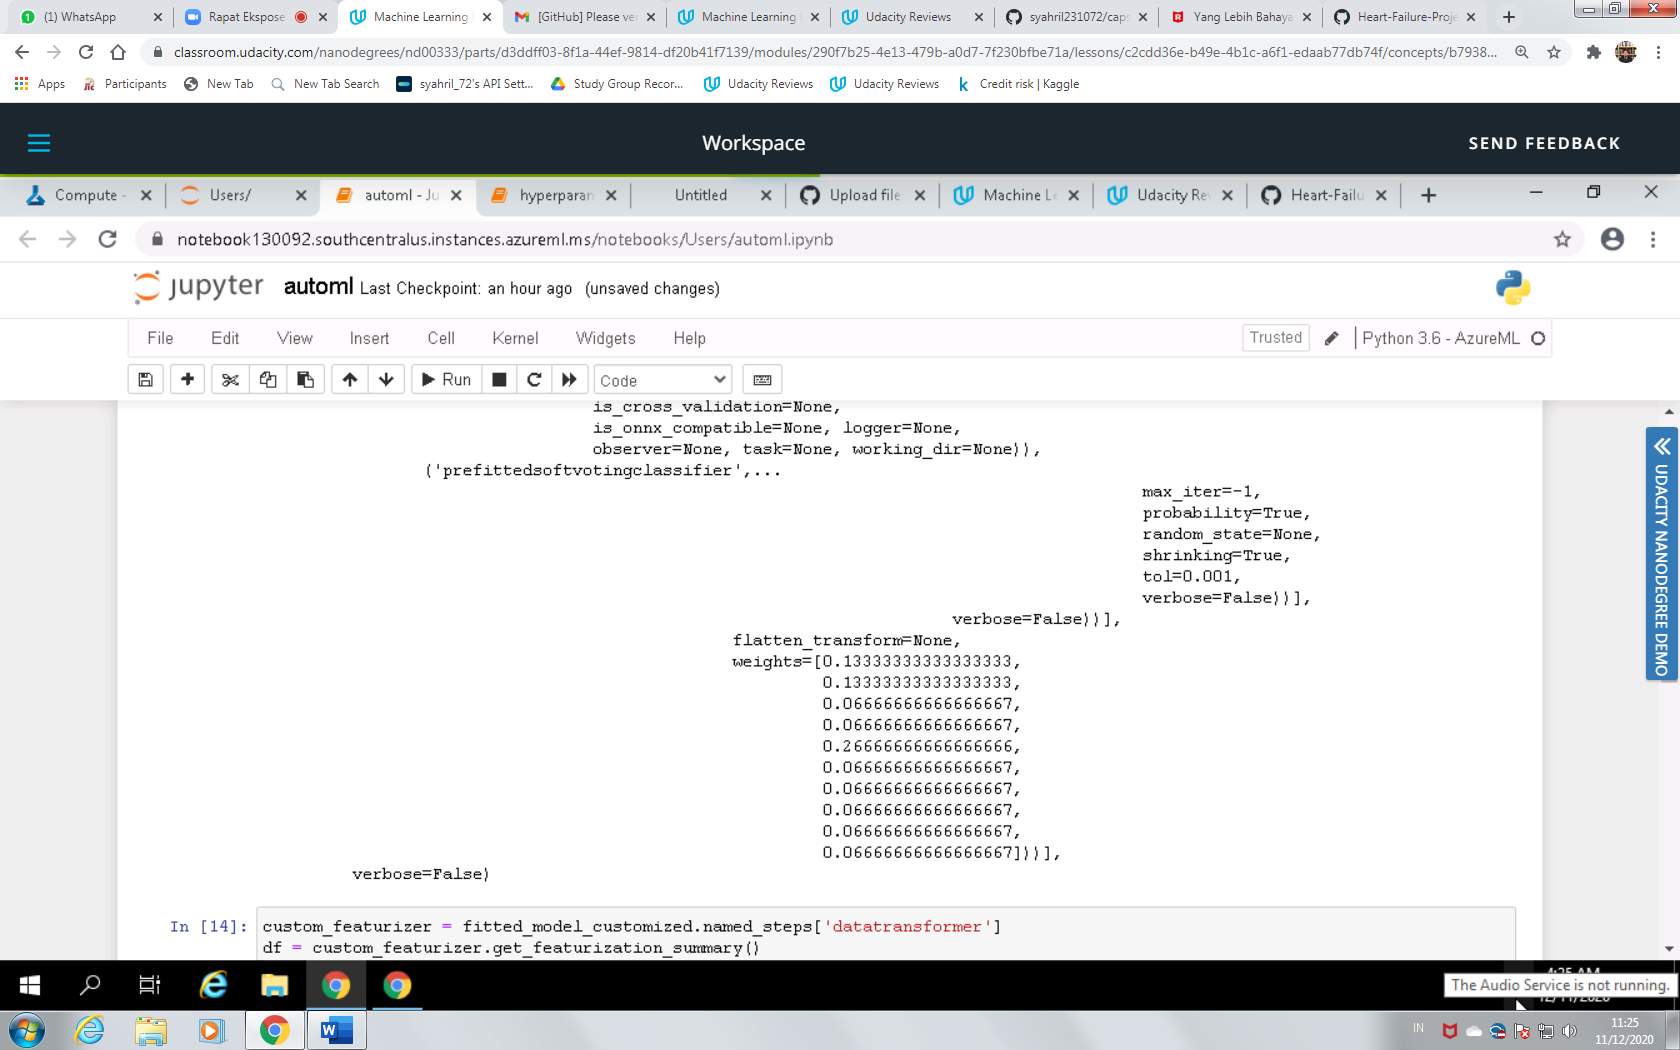 (1) WhatsApp
Rapat Ekspose
Machine Learning
[GitHub] Please ver
Machine Learning
Udacity Reviews
syahril231072/caps
Yang Lebih Bahaya
Heart-Failure-Proje
classroom.udacity.com/nanodegrees/nd00333/parts/d3ddff03-8f1a-44ef-9814-df20b41f7139/modules/290f7b25-4e13-479b-a0d7-7f230bfbe71a/lessons/c2cdd36e-b49e-4b1c-a6f1-edaab77db74f/concepts/b7938...
Apps
Participants
New Tab
New Tab Search
syahril_72's API Sett...
Study Group Recor...
Udacity Reviews
Udacity Reviews
Credit risk | Kaggle
Workspace
SEND FEEDBACK
Compute -
Users/
automl - Ju
hyperparam
Untitled
Upload file
Machine Le
Udacity Rev
Heart-Failu
notebook130092.southcentralus.instances.azureml.ms/notebooks/Users/automl.ipynb
jupyter automl Last Checkpoint: an hour ago (unsaved changes)
File Edit View Insert Cell Kernel Widgets Help
Trusted
Python 3.6 - AzureML
Run
Code
is_cross_validation=None,
is_onnx_compatible=None, logger=None,
observer=None, task=None, working_dir=None)),
('prefittedsoftvotingclassifier',...
max_iter=-1,
probability=True,
random_state=None,
shrinking=True,
tol=0.001,
verbose=False))],
verbose=False))],
flatten_transform=None,
weights=[0.13333333333333333,
0.13333333333333333,
0.06666666666666667,
0.06666666666666667,
0.26666666666666666,
0.06666666666666667,
0.06666666666666667,
0.06666666666666667,
0.06666666666666667,
0.06666666666666667]))],
verbose=False)
In [14]: custom_featurizer = fitted_model_customized.named_steps['datatransformer']
df = custom_featurizer.get_featurization_summary()
UDACITY NANODEGREE DEMO
4:25 AM
The Audio Service is not running.
IN
11:25
11/12/2020